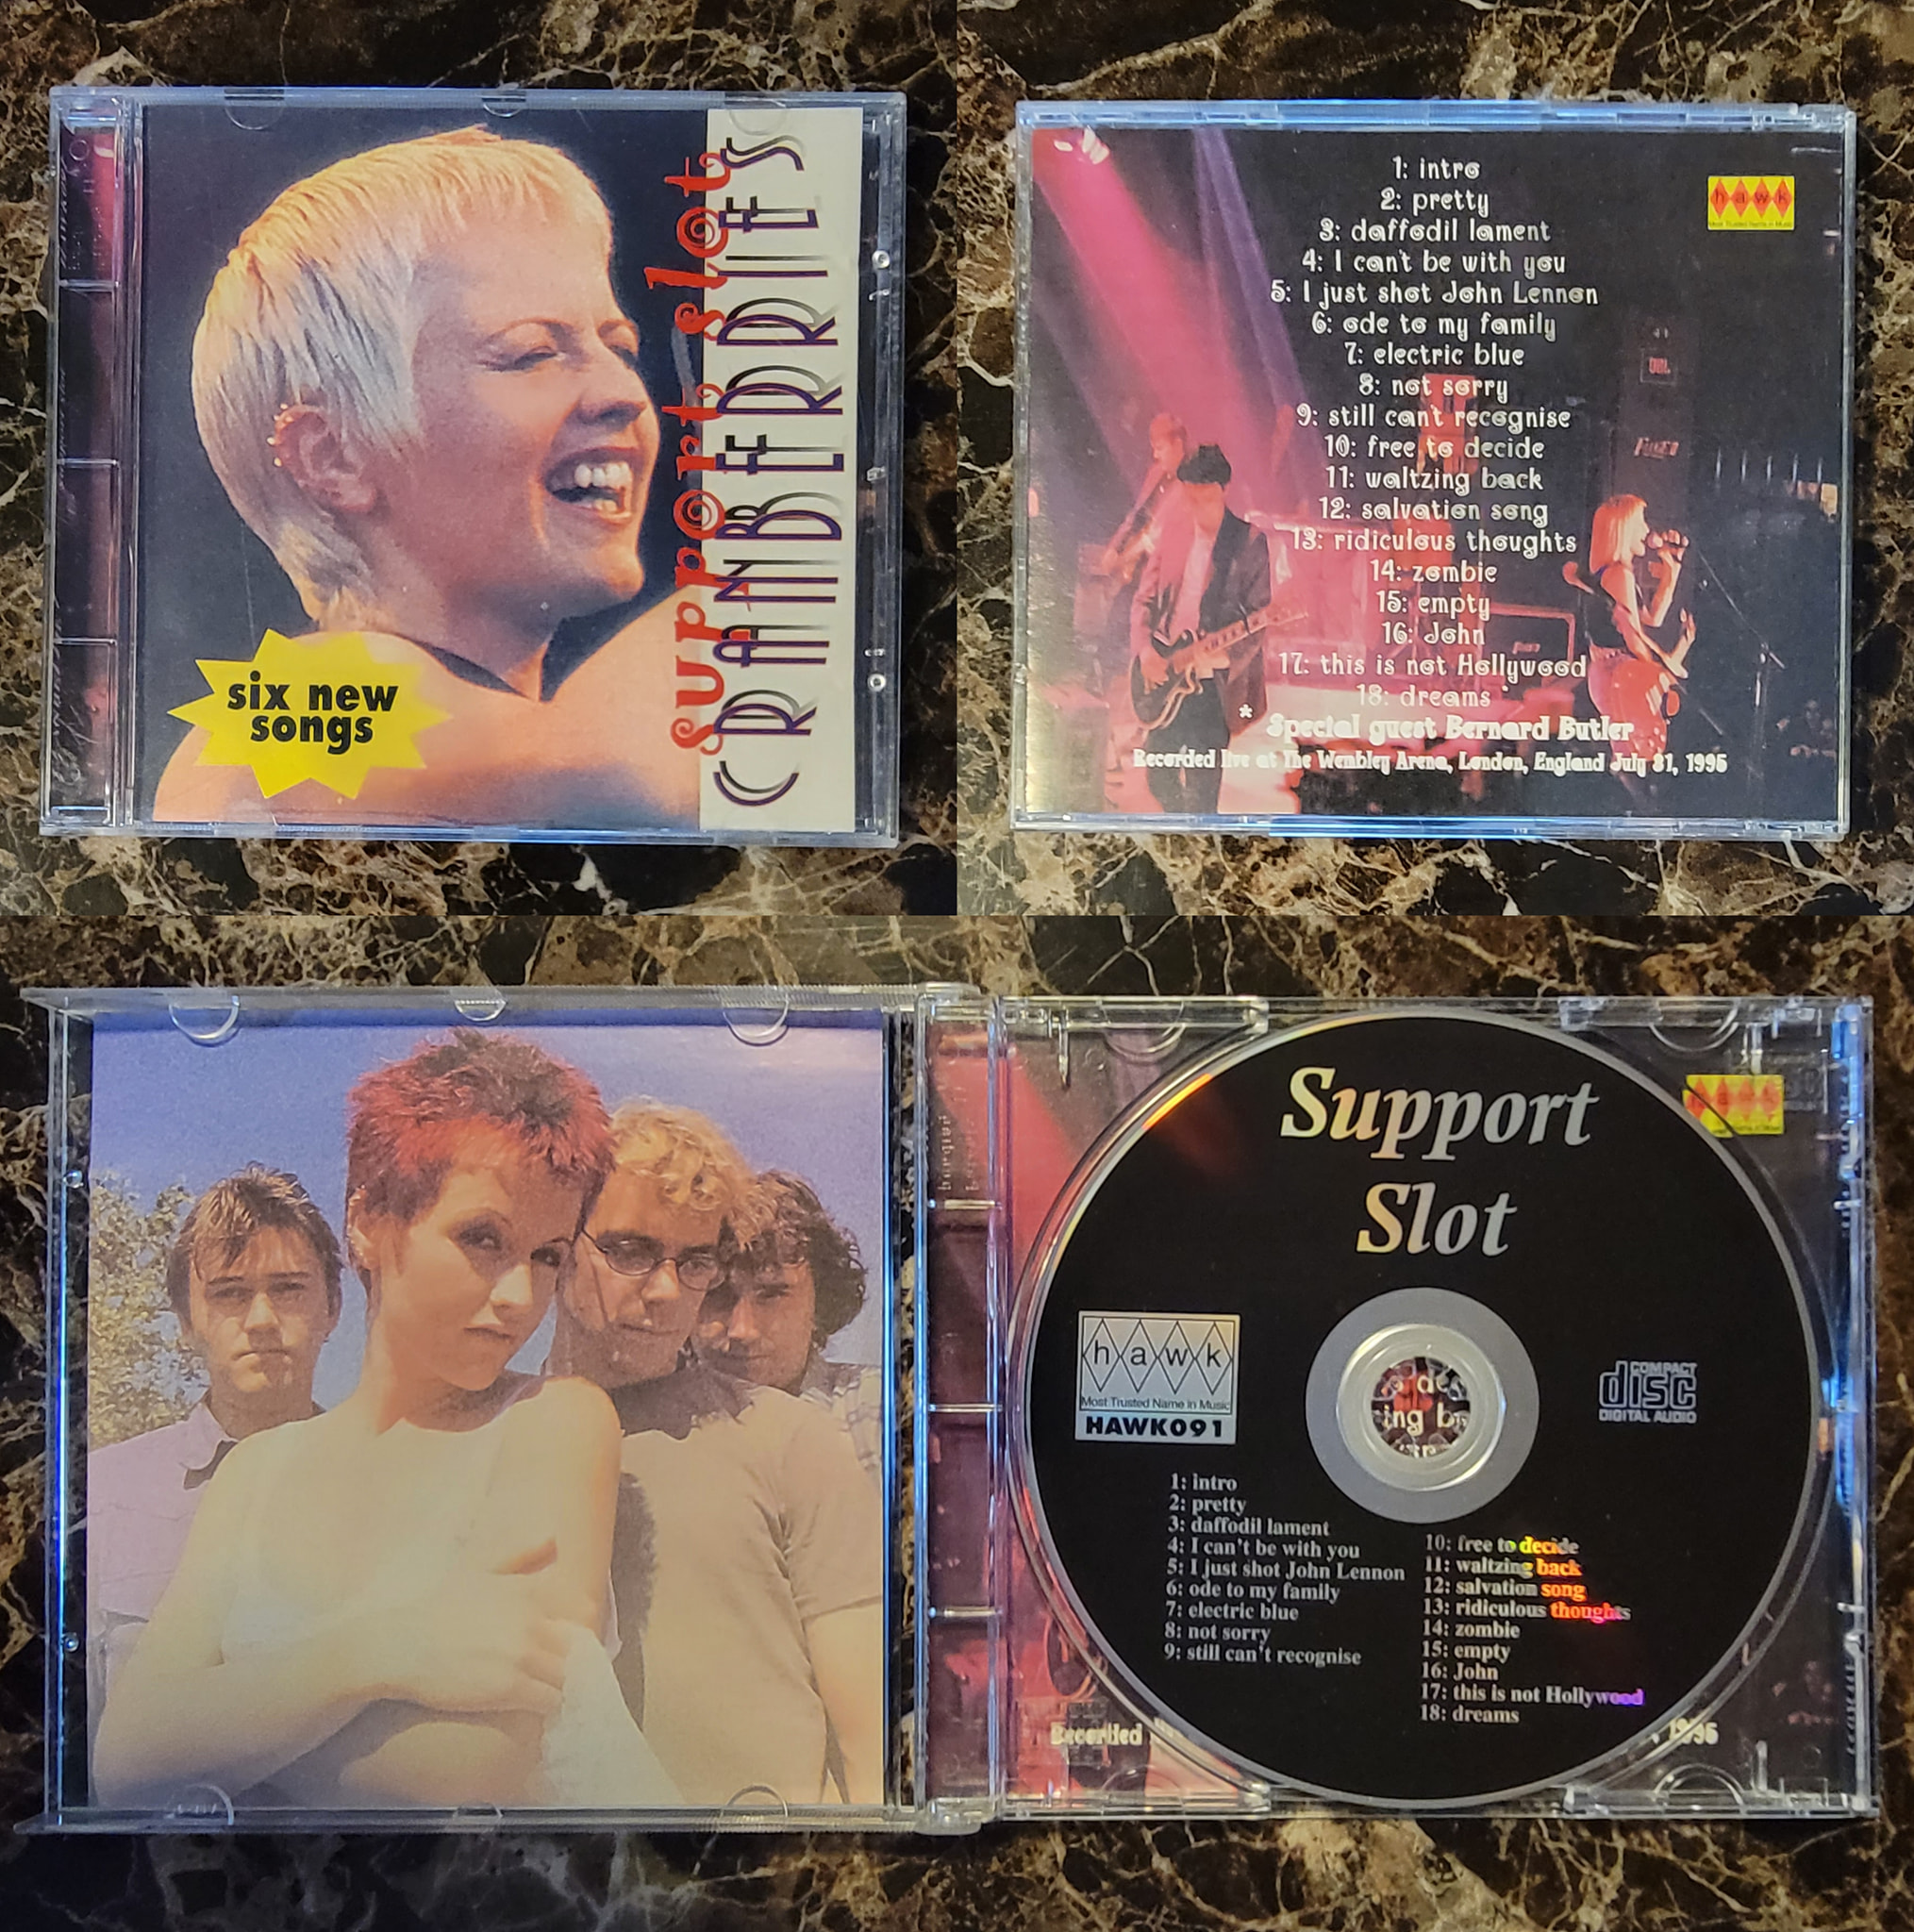 support slot
CRANBERRIES
six new
songs
hawk
Most Trusted Name in Music
1: intro
2: pretty
3: daffodil lament
4: I can't be with you
5: I just shot John Lennon
6: ode to my family
7: electric blue
8: not sorry
9: still can't recognise
10: free to decide
11: waltzing back
12: salvation song
13: ridiculous thoughts
14: zombie
15: empty
16: John
17: this is not Hollywood
18: dreams *
* Special guest Bernard Butler
Recorded live at The Wembley Arena, London, England July 31, 1995
Support
Slot
hawk
hawk
Most Trusted Name in Music
HAWK091
COMPACT
disc
DIGITAL AUDIO
1: intro
2: pretty
3: daffodil lament
4: I can't be with you
5: I just shot John Lennon
6: ode to my family
7: electric blue
8: not sorry
9: still can't recognise
10: free to decide
11: waltzing back
12: salvation song
13: ridiculous thoughts
14: zombie
15: empty
16: John
17: this is not Hollywood
18: dreams
Recorded
, 1995